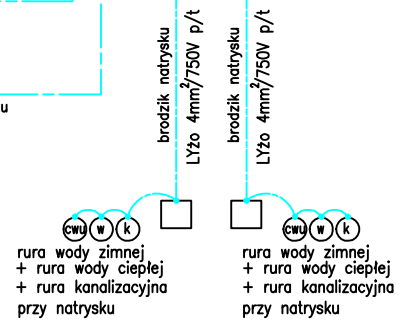 u
brodzik natrysku
LYżo 4mm²/750V p/t
brodzik natrysku
LYżo 4mm²/750V p/t
cwu w k
cwu w k
rura wody zimnej
+ rura wody ciepłej
+ rura kanalizacyjna
przy natrysku
rura wody zimnej
+ rura wody ciepłej
+ rura kanalizacyjna
przy natrysku